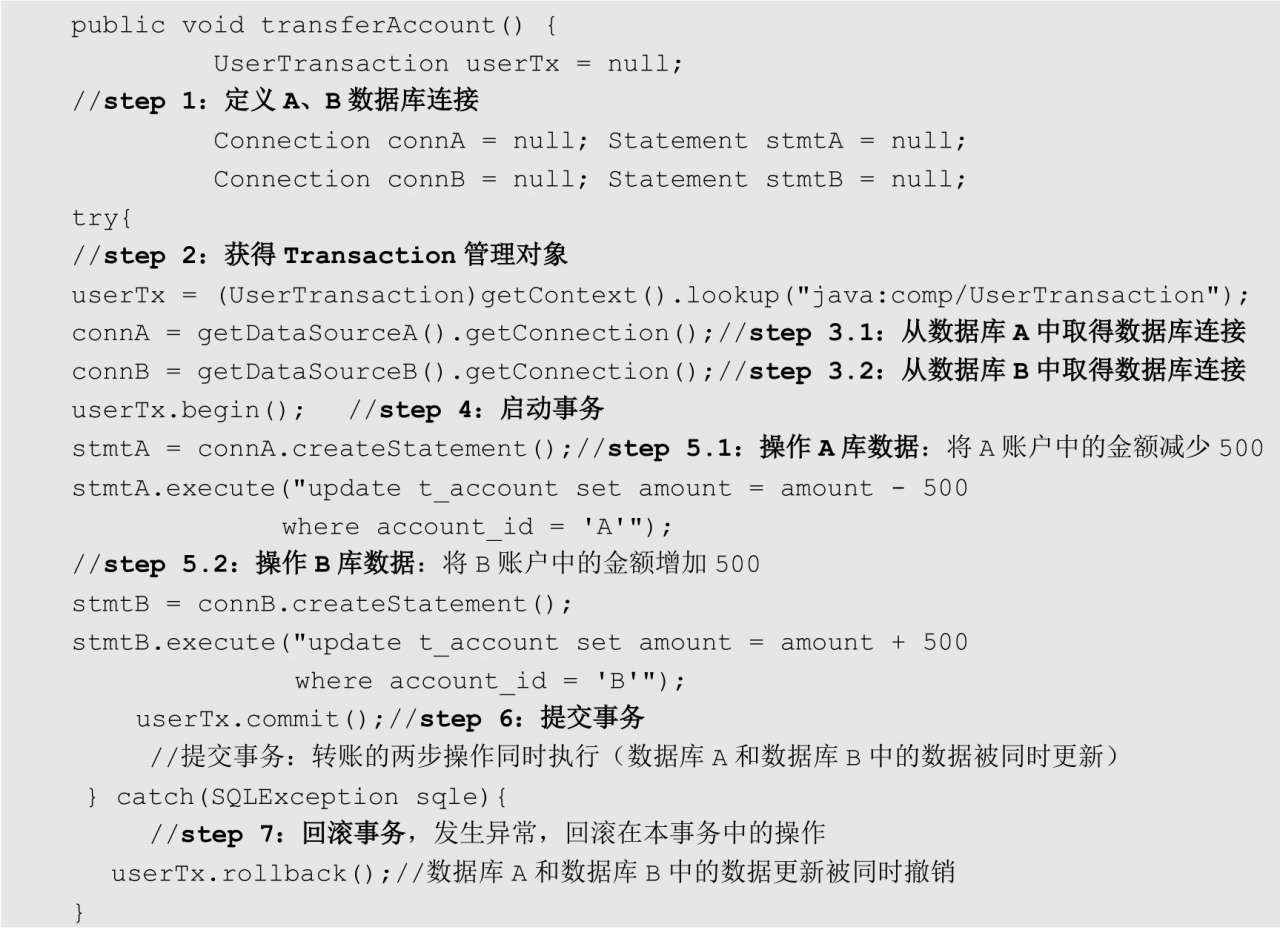 public void transferAccount() {
UserTransaction userTx = null;
//step 1：定义 A、B 数据库连接
Connection connA = null; Statement stmtA = null;
Connection connB = null; Statement stmtB = null;
try{
//step 2：获得 Transaction 管理对象
userTx = (UserTransaction)getContext().lookup("java:comp/UserTransaction");
connA = getDataSourceA().getConnection();//step 3.1：从数据库 A 中取得数据库连接
connB = getDataSourceB().getConnection();//step 3.2：从数据库 B 中取得数据库连接
userTx.begin(); //step 4：启动事务
stmtA = connA.createStatement();//step 5.1：操作 A 库数据：将 A 账户中的金额减少 500
stmtA.execute("update t_account set amount = amount - 500
where account_id = 'A'");
//step 5.2：操作 B 库数据：将 B 账户中的金额增加 500
stmtB = connB.createStatement();
stmtB.execute("update t_account set amount = amount + 500
where account_id = 'B'");
userTx.commit();//step 6：提交事务
//提交事务：转账的两步操作同时执行（数据库 A 和数据库 B 中的数据被同时更新）
} catch(SQLException sqle){
//step 7：回滚事务，发生异常，回滚在本事务中的操作
userTx.rollback();//数据库 A 和数据库 B 中的数据更新被同时撤销
}